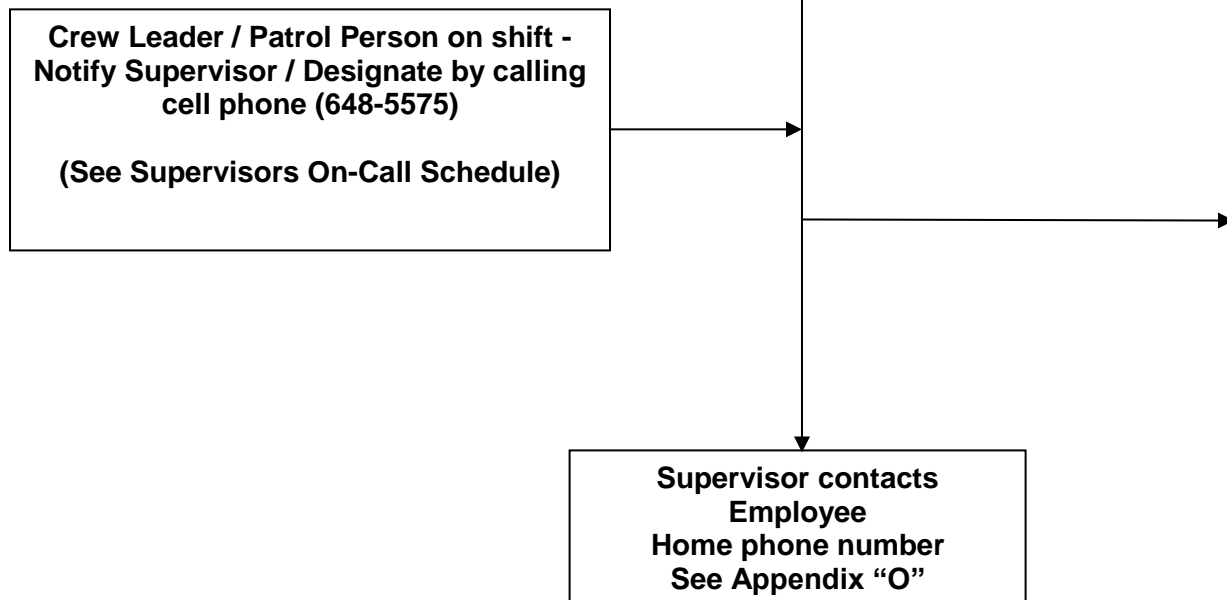 Crew Leader / Patrol Person on shift -
Notify Supervisor / Designate by calling
cell phone (648-5575)
(See Supervisors On-Call Schedule)
Supervisor contacts
Employee
Home phone number
See Appendix “O”